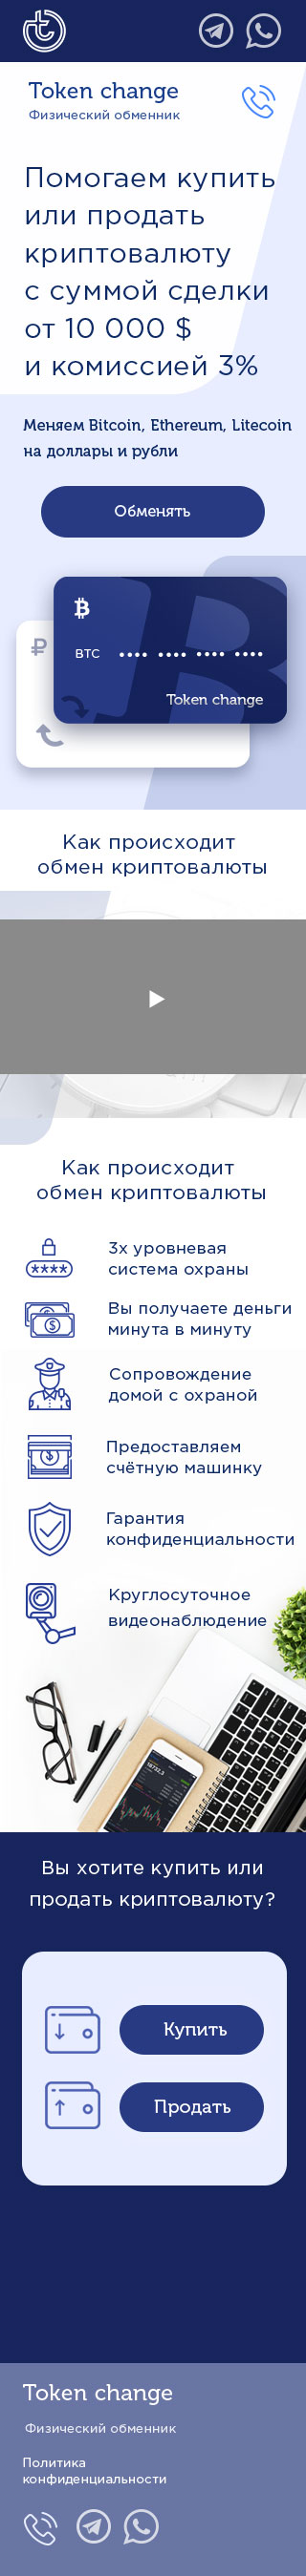 Token change
Физический обменник
Помогаем купить
или продать
криптовалюту
с суммой сделки
от 10 000 $
и комиссией 3%
Меняем Bitcoin, Ethereum, Litecoin
на доллары и рубли
Обменять
BTC
Token change
Как происходит
обмен криптовалюты
Как происходит
обмен криптовалюты
3х уровневая
система охраны
Вы получаете деньги
минута в минуту
Сопровождение
домой с охраной
Предоставляем
счётную машинку
Гарантия
конфиденциальности
Круглосуточное
видеонаблюдение
Вы хотите купить или
продать криптовалюту?
Купить
Продать
Token change
Физический обменник
Политика
конфиденциальности